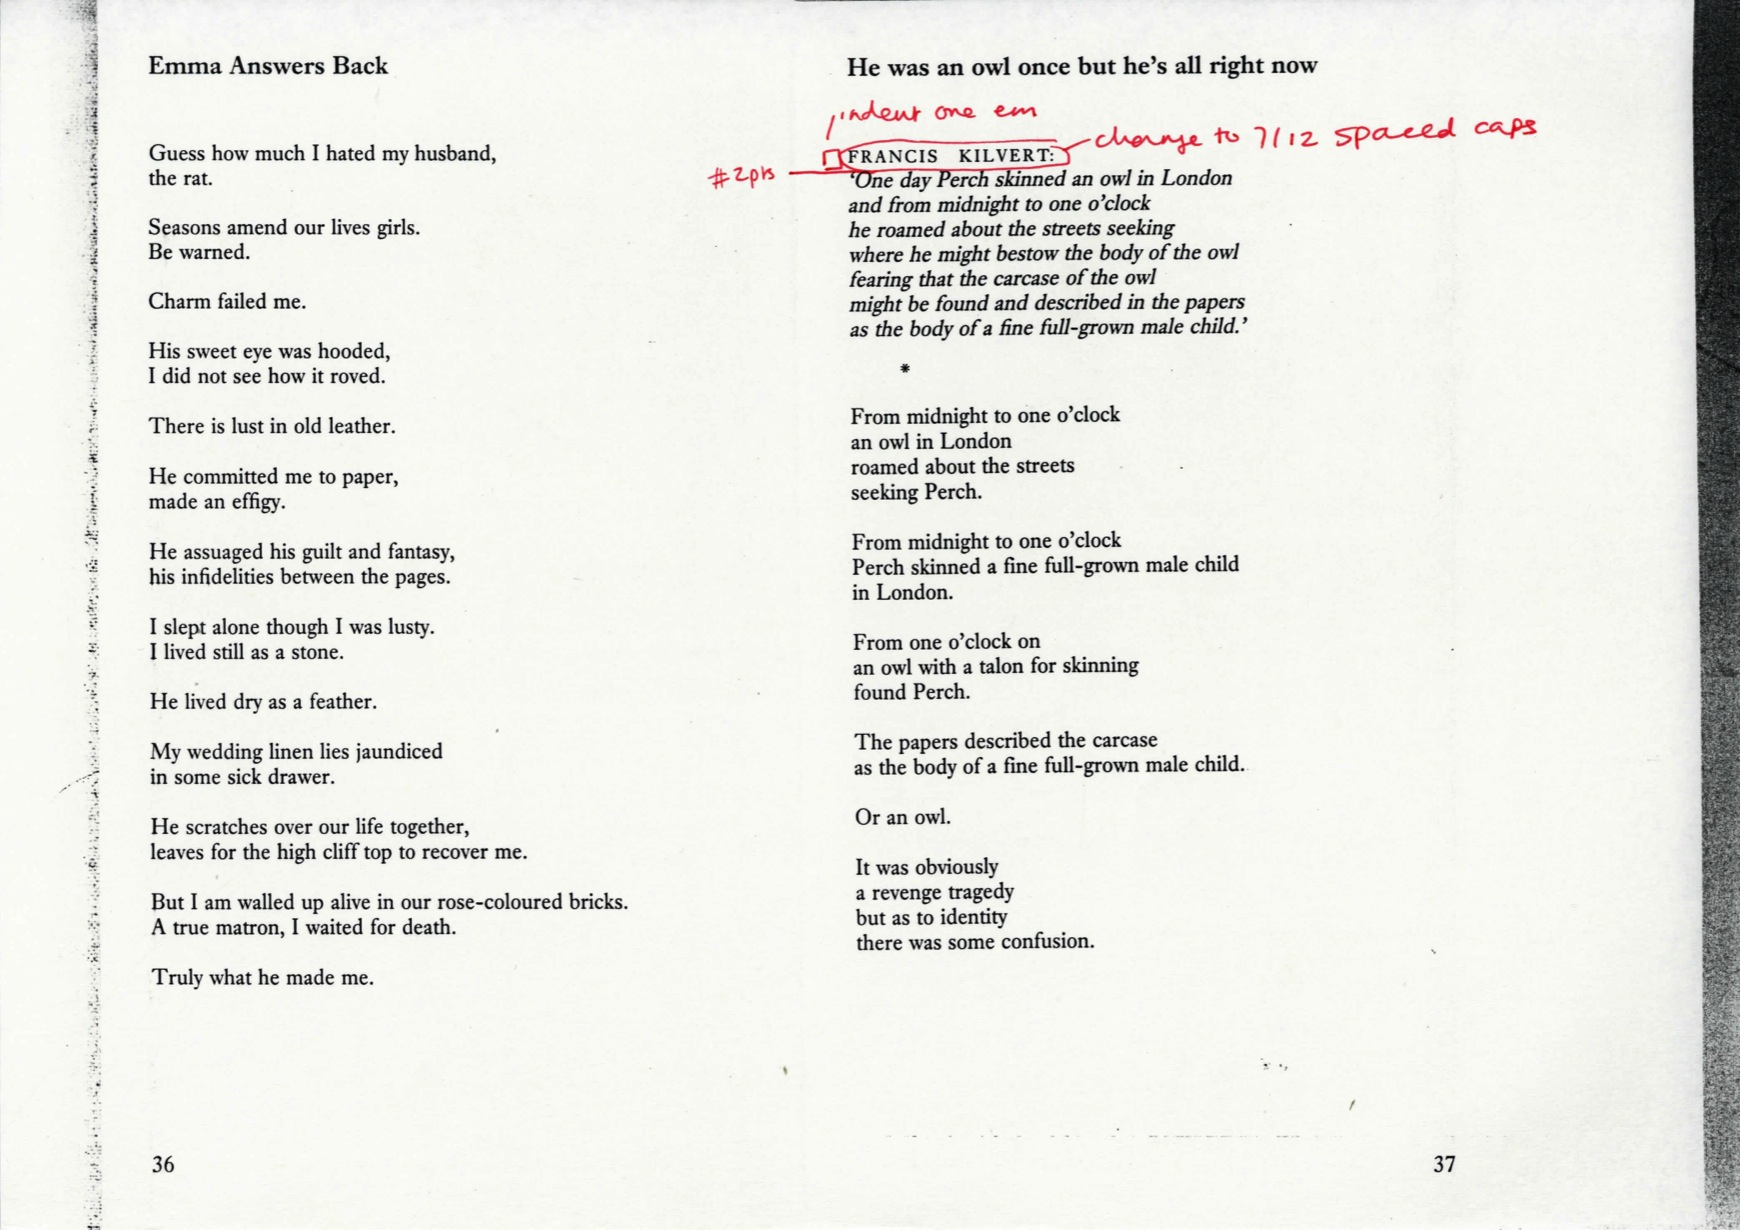 Emma Answers Back
Guess how much I hated my husband,
the rat.
Seasons amend our lives girls.
Be warned.
Charm failed me.
His sweet eye was hooded,
I did not see how it roved.
There is lust in old leather.
He committed me to paper,
made an effigy.
He assuaged his guilt and fantasy,
his infidelities between the pages.
I slept alone though I was lusty.
I lived still as a stone.
He lived dry as a feather.
My wedding linen lies jaundiced
in some sick drawer.
He scratches over our life together,
leaves for the high cliff top to recover me.
But I am walled up alive in our rose-coloured bricks.
A true matron, I waited for death.
Truly what he made me.
36
He was an owl once but he's all right now
indent one em
change to 7/12 spaced caps
FRANCIS KILVERT:
#2pts
'One day Perch skinned an owl in London
and from midnight to one o'clock
he roamed about the streets seeking
where he might bestow the body of the owl
fearing that the carcase of the owl
might be found and described in the papers
as the body of a fine full-grown male child.'
*
From midnight to one o'clock
an owl in London
roamed about the streets
seeking Perch.
From midnight to one o'clock
Perch skinned a fine full-grown male child
in London.
From one o'clock on
an owl with a talon for skinning
found Perch.
The papers described the carcase
as the body of a fine full-grown male child.
Or an owl.
It was obviously
a revenge tragedy
but as to identity
there was some confusion.
37